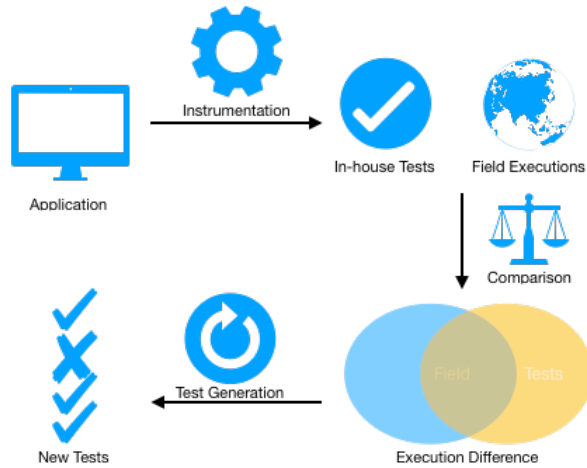 Instrumentation
Application
In-house Tests
Field Executions
Comparison
Field
Tests
Test Generation
New Tests
Execution Difference